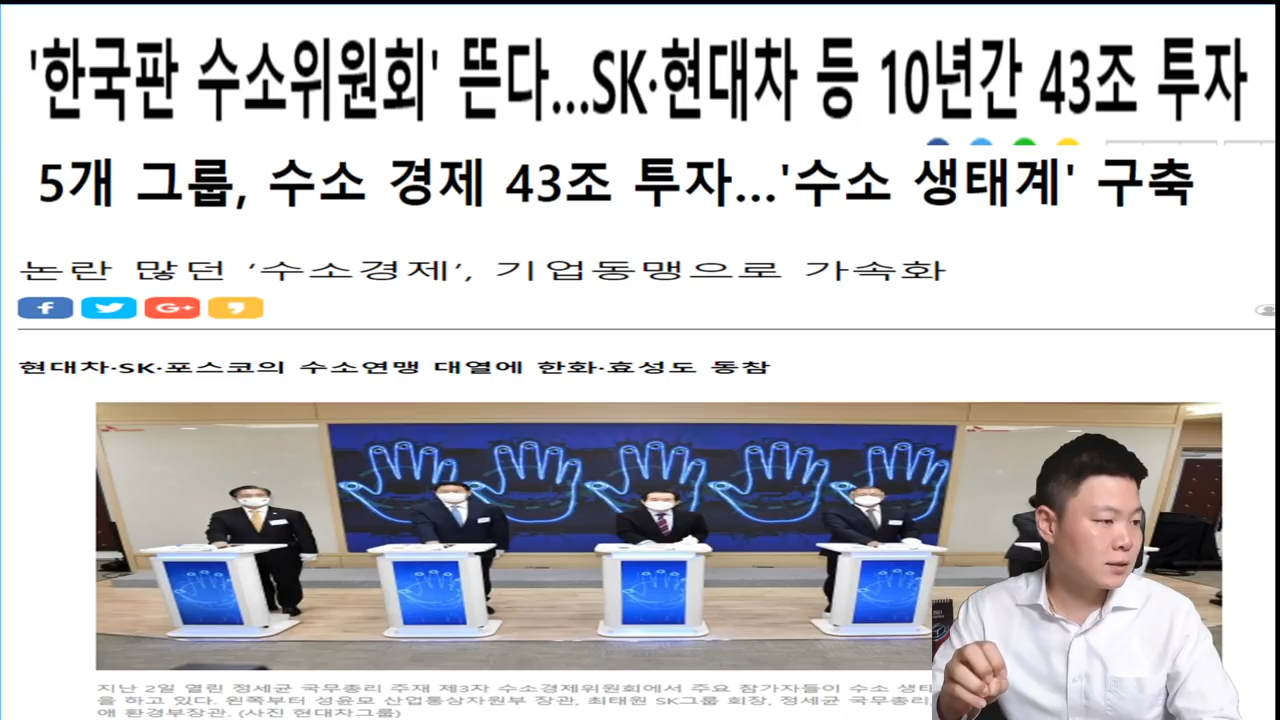 '한국판 수소위원회' 뜬다...SK·현대차 등 10년간 43조 투자
5개 그룹, 수소 경제 43조 투자...'수소 생태계' 구축
논란 많던 ‘수소경제’, 기업동맹으로 가속화
현대차·SK·포스코의 수소연맹 대열에 한화·효성도 동참
지난 2일 열린 정세균 국무총리 주재 제3차 수소경제위원회에서 주요 참가자들이 수소 생태
을 하고 있다. 왼쪽부터 성윤모 산업통상자원부 장관, 최태원 SK그룹 회장, 정세균 국무총리,
애 환경부장관. (사진 현대차그룹)